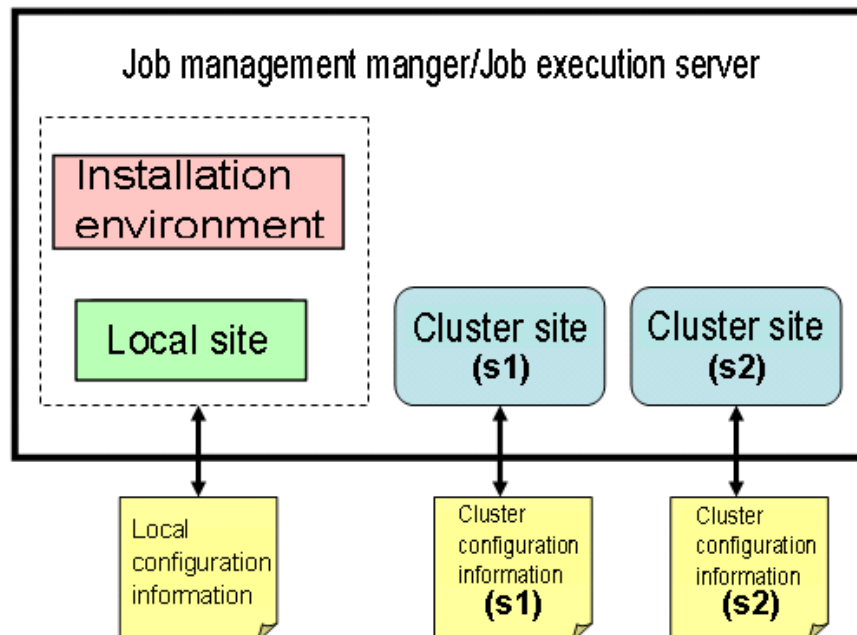 Job management manger/Job execution server
Installation
environment
Local site
Cluster site
(s1)
Cluster site
(s2)
Local
configuration
information
Cluster
configuration
information
(s1)
Cluster
configuration
information
(s2)